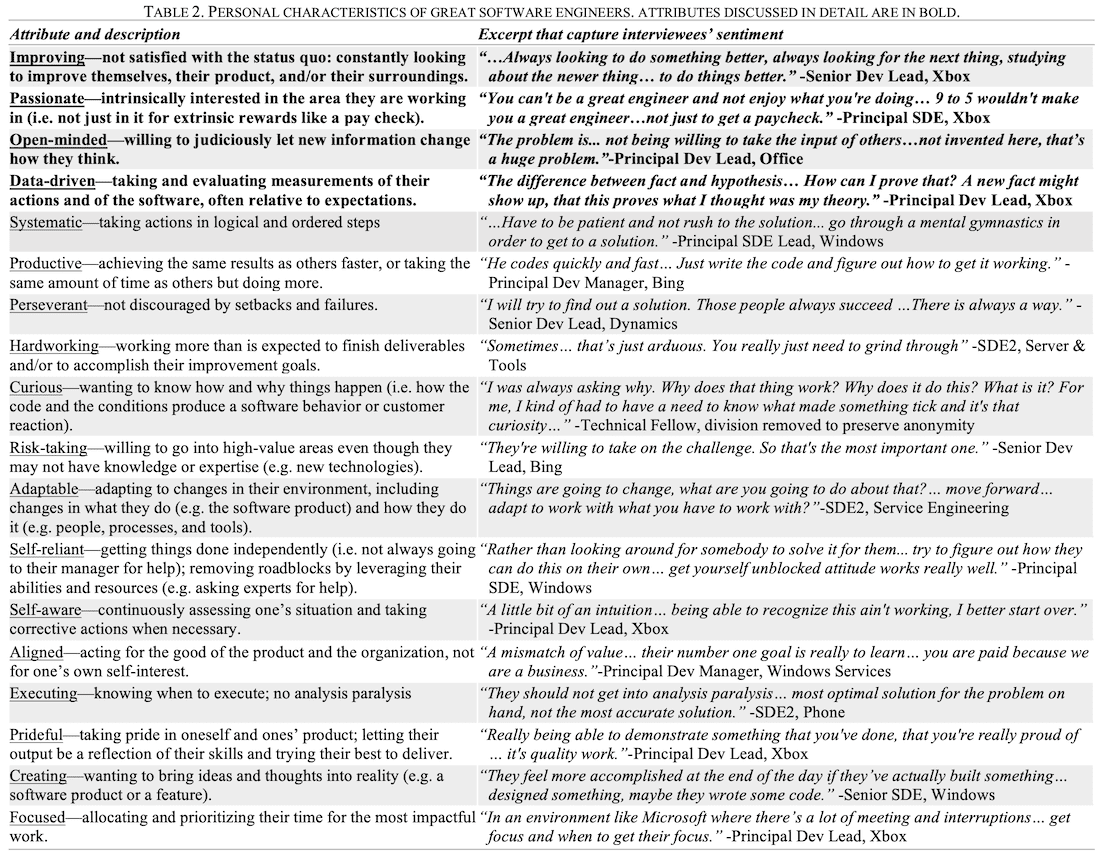 TABLE 2. PERSONAL CHARACTERISTICS OF GREAT SOFTWARE ENGINEERS. ATTRIBUTES DISCUSSED IN DETAIL ARE IN BOLD.
Attribute and description
Excerpt that capture interviewees' sentiment
Improving—not satisfied with the status quo: constantly looking
to improve themselves, their product, and/or their surroundings.
"…Always looking to do something better, always looking for the next thing, studying
about the newer thing… to do things better." -Senior Dev Lead, Xbox
Passionate—intrinsically interested in the area they are working
in (i.e. not just in it for extrinsic rewards like a pay check).
"You can't be a great engineer and not enjoy what you're doing… 9 to 5 wouldn't make
you a great engineer…not just to get a paycheck." -Principal SDE, Xbox
Open-minded—willing to judiciously let new information change
how they think.
"The problem is... not being willing to take the input of others…not invented here, that's
a huge problem."-Principal Dev Lead, Office
Data-driven—taking and evaluating measurements of their
actions and of the software, often relative to expectations.
"The difference between fact and hypothesis… How can I prove that? A new fact might
show up, that this proves what I thought was my theory." -Principal Dev Lead, Xbox
Systematic—taking actions in logical and ordered steps
"…Have to be patient and not rush to the solution... go through a mental gymnastics in
order to get to a solution." -Principal SDE Lead, Windows
Productive—achieving the same results as others faster, or taking the
same amount of time as others but doing more.
"He codes quickly and fast… Just write the code and figure out how to get it working." -
Principal Dev Manager, Bing
Perseverant—not discouraged by setbacks and failures.
"I will try to find out a solution. Those people always succeed …There is always a way." -
Senior Dev Lead, Dynamics
Hardworking—working more than is expected to finish deliverables
and/or to accomplish their improvement goals.
"Sometimes… that's just arduous. You really just need to grind through" -SDE2, Server &
Tools
Curious—wanting to know how and why things happen (i.e. how the
code and the conditions produce a software behavior or customer
reaction).
"I was always asking why. Why does that thing work? Why does it do this? What is it? For
me, I kind of had to have a need to know what made something tick and it's that
curiosity…" -Technical Fellow, division removed to preserve anonymity
Risk-taking—willing to go into high-value areas even though they
may not have knowledge or expertise (e.g. new technologies).
"They're willing to take on the challenge. So that's the most important one." -Senior Dev
Lead, Bing
Adaptable—adapting to changes in their environment, including
changes in what they do (e.g. the software product) and how they do
it (e.g. people, processes, and tools).
"Things are going to change, what are you going to do about that?… move forward…
adapt to work with what you have to work with?"-SDE2, Service Engineering
Self-reliant—getting things done independently (i.e. not always going
to their manager for help); removing roadblocks by leveraging their
abilities and resources (e.g. asking experts for help).
"Rather than looking around for somebody to solve it for them... try to figure out how they
can do this on their own… get yourself unblocked attitude works really well." -Principal
SDE, Windows
Self-aware—continuously assessing one's situation and taking
corrective actions when necessary.
"A little bit of an intuition… being able to recognize this ain't working, I better start over."
-Principal Dev Lead, Xbox
Aligned—acting for the good of the product and the organization, not
for one's own self-interest.
"A mismatch of value… their number one goal is really to learn… you are paid because we
are a business."-Principal Dev Manager, Windows Services
Executing—knowing when to execute; no analysis paralysis
"They should not get into analysis paralysis… most optimal solution for the problem on
hand, not the most accurate solution." -SDE2, Phone
Prideful—taking pride in oneself and ones' product; letting their
output be a reflection of their skills and trying their best to deliver.
"Really being able to demonstrate something that you've done, that you're really proud of
… it's quality work."-Principal Dev Lead, Xbox
Creating—wanting to bring ideas and thoughts into reality (e.g. a
software product or a feature).
"They feel more accomplished at the end of the day if they've actually built something…
designed something, maybe they wrote some code." -Senior SDE, Windows
Focused—allocating and prioritizing their time for the most impactful
work.
"In an environment like Microsoft where there's a lot of meeting and interruptions… get
focus and when to get their focus." -Principal Dev Lead, Xbox